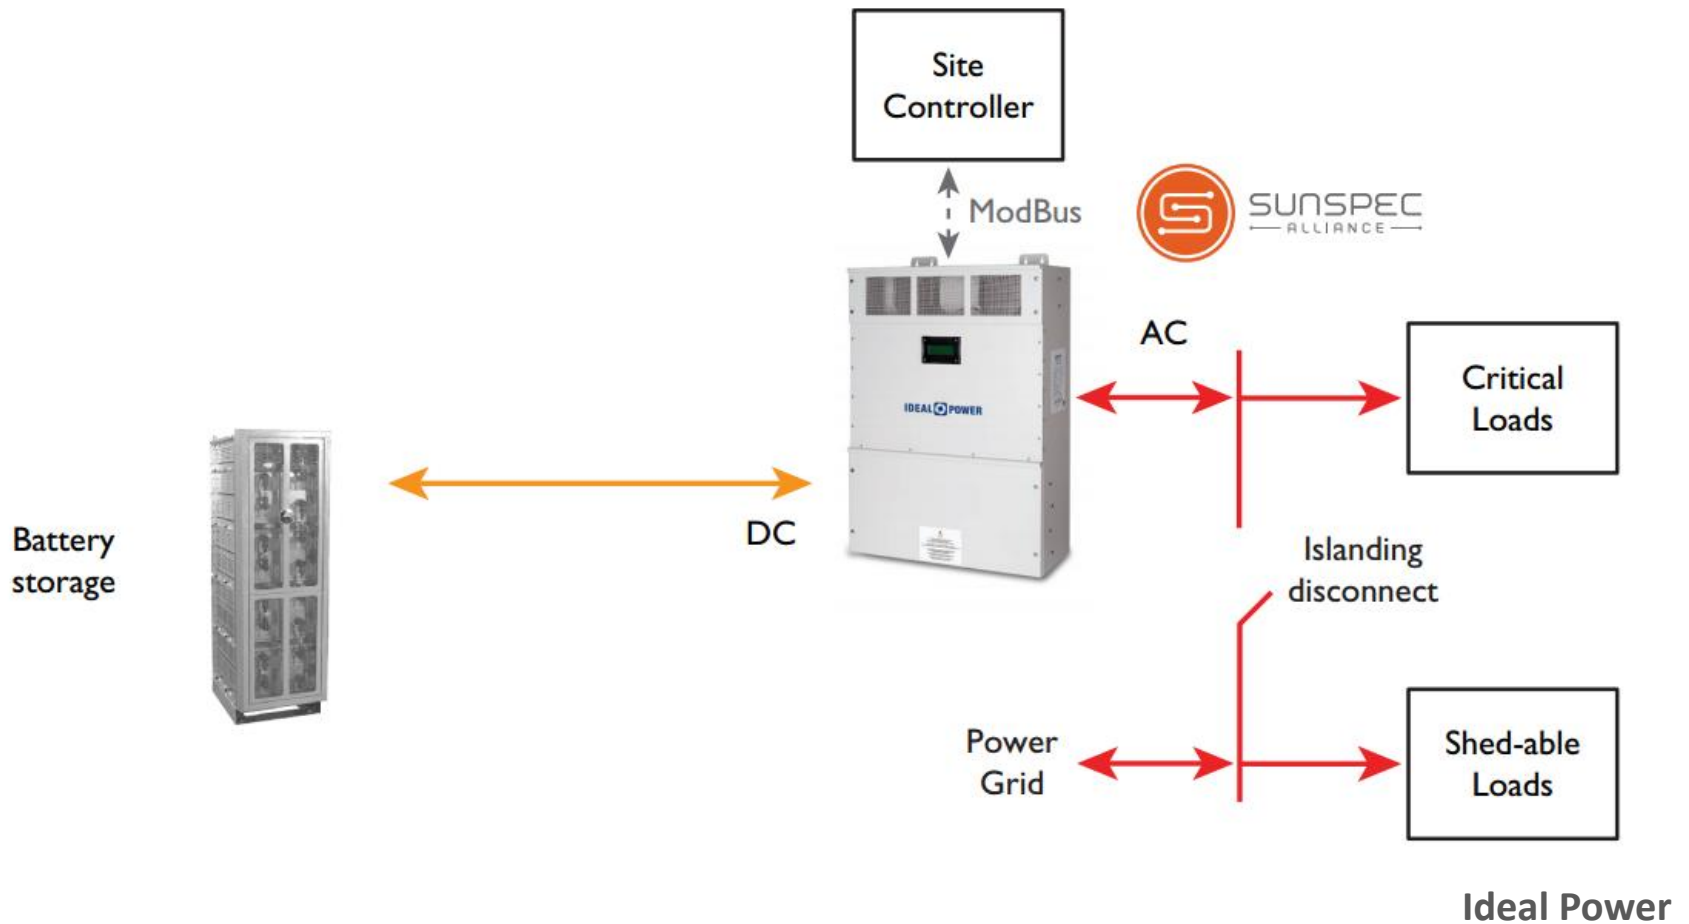 Site
Controller
ModBus
SUNSPEC
ALLIANCE
AC
IDEAL POWER
Critical
Loads
DC
Battery
storage
Islanding
disconnect
Power
Grid
Shed-able
Loads
Ideal Power